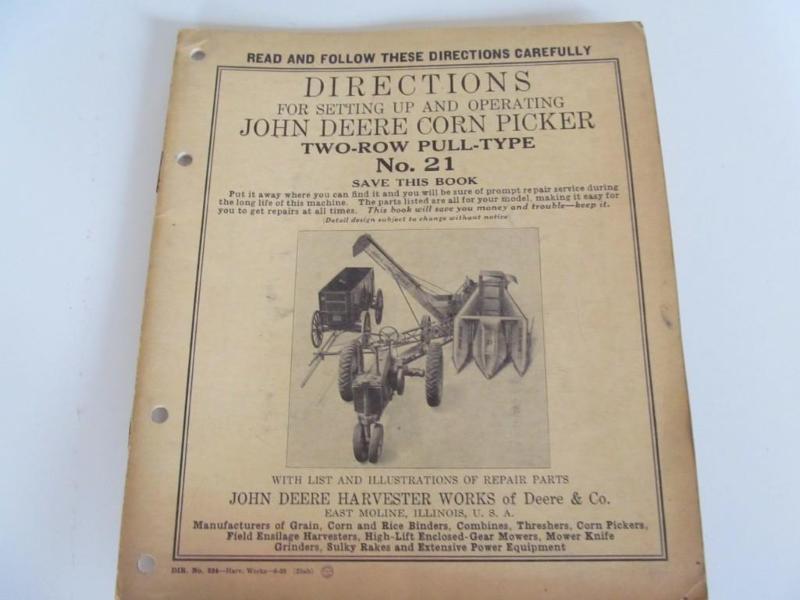 READ AND FOLLOW THESE DIRECTIONS CAREFULLY
DIRECTIONS
FOR SETTING UP AND OPERATING
JOHN DEERE CORN PICKER
TWO-ROW PULL-TYPE
No. 21
SAVE THIS BOOK
Put it away where you can find it and you will be sure of prompt repair service during
the long life of this machine. The parts listed are all for your model, making it easy for
you to get repairs at all times. This book will save you money and trouble—keep it.
(Detail design subject to change without notice)
WITH LIST AND ILLUSTRATIONS OF REPAIR PARTS
JOHN DEERE HARVESTER WORKS of Deere & Co.
EAST MOLINE, ILLINOIS, U. S. A.
Manufacturers of Grain, Corn and Rice Binders, Combines, Threshers, Corn Pickers,
Field Ensilage Harvesters, High-Lift Enclosed-Gear Mowers, Mower Knife
Grinders, Sulky Rakes and Extensive Power Equipment
DIR. No. —Harv. Works—